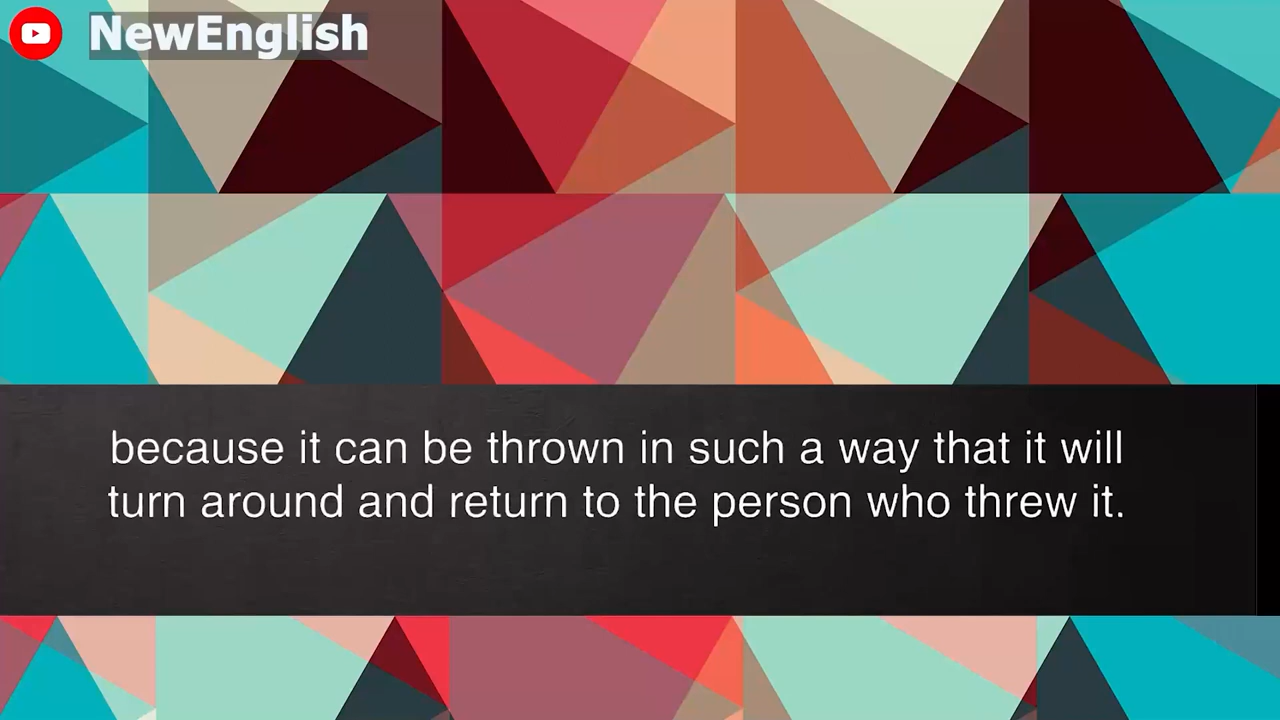 NewEnglish
because it can be thrown in such a way that it will
turn around and return to the person who threw it.